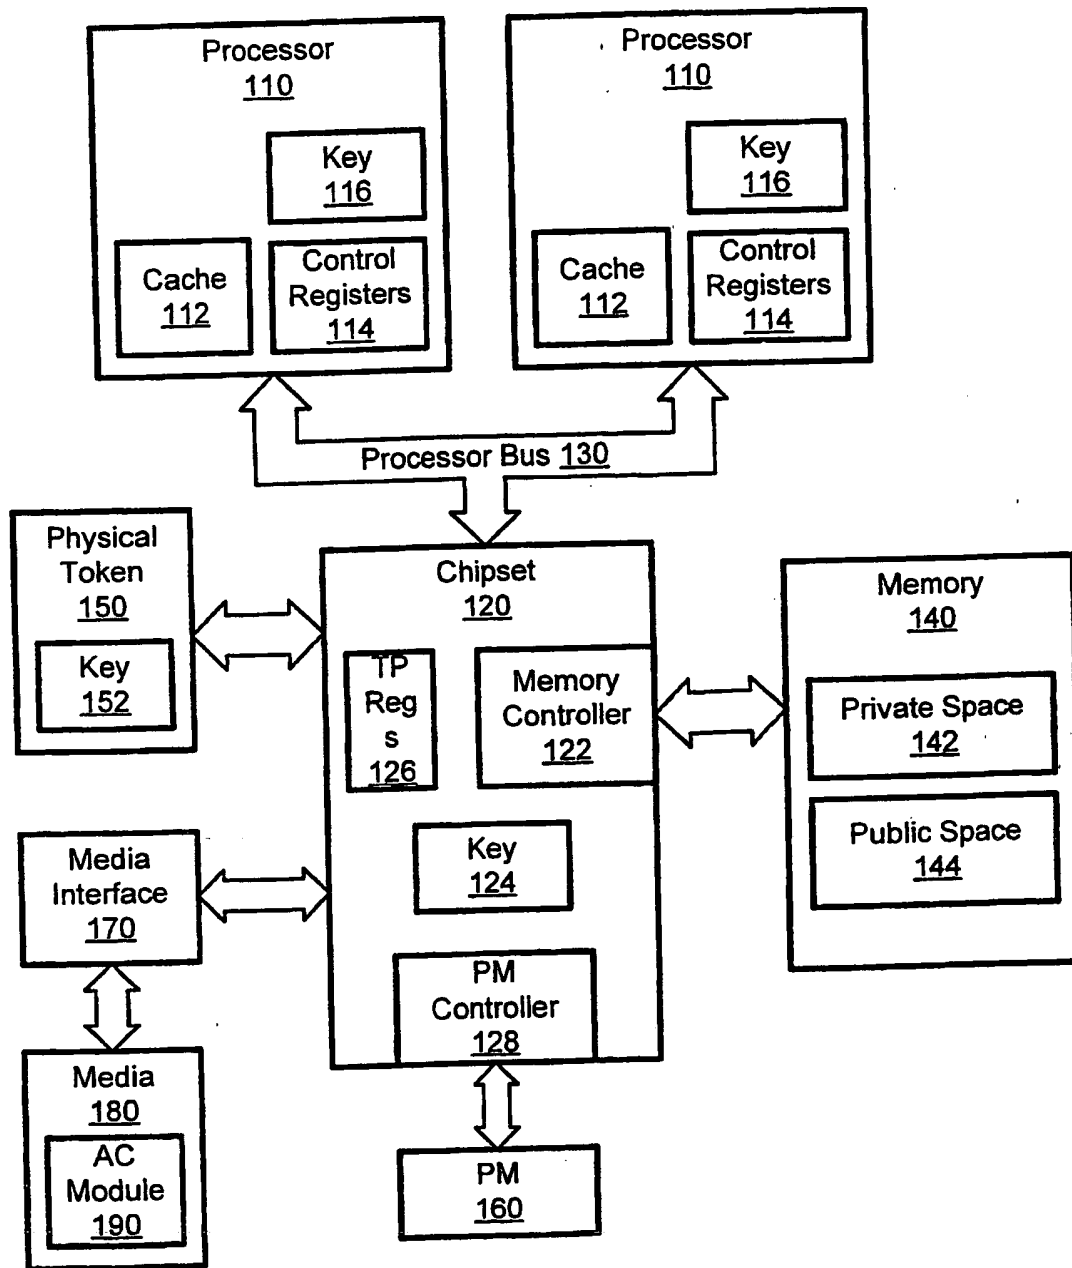 Processor
110
Key
116
Cache
112
Control
Registers
114
Processor
110
Key
116
Cache
112
Control
Registers
114
Processor Bus 130
Physical
Token
150
Key
152
Chipset
120
TP
Reg
s
126
Memory
Controller
122
Key
124
PM
Controller
128
Memory
140
Private Space
142
Public Space
144
Media
Interface
170
Media
180
AC
Module
190
PM
160